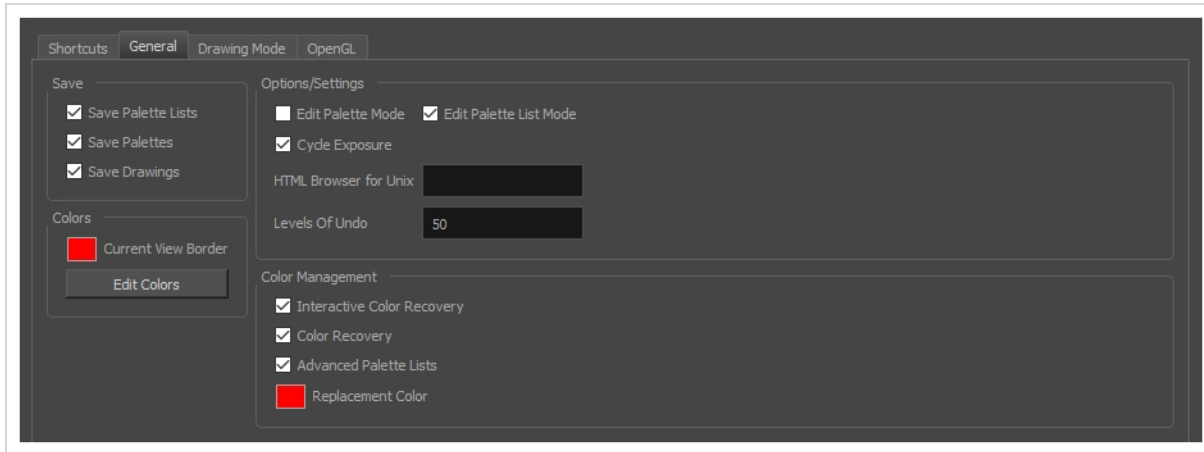 Shortcuts General Drawing Mode OpenGL
Save
Save Palette Lists
Save Palettes
Save Drawings
Colors
Current View Border
Edit Colors
Options/Settings
Edit Palette Mode Edit Palette List Mode
Cycle Exposure
HTML Browser for Unix
Levels Of Undo 50
Color Management
Interactive Color Recovery
Color Recovery
Advanced Palette Lists
Replacement Color